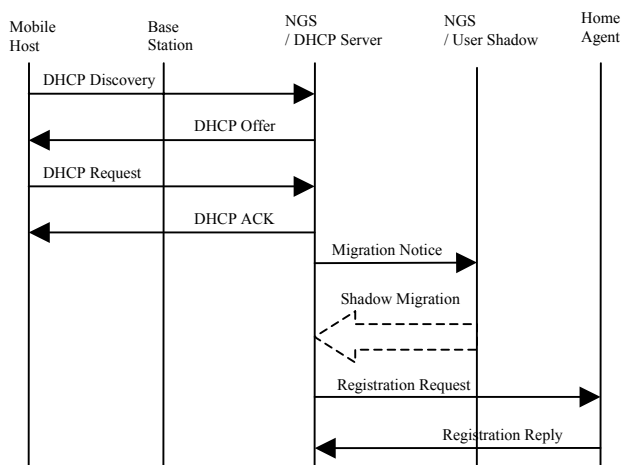 Mobile
Host
Base
Station
NGS
/ DHCP Server
NGS
/ User Shadow
Home
Agent
DHCP Discovery
DHCP Offer
DHCP Request
DHCP ACK
Migration Notice
Shadow Migration
Registration Request
Registration Reply